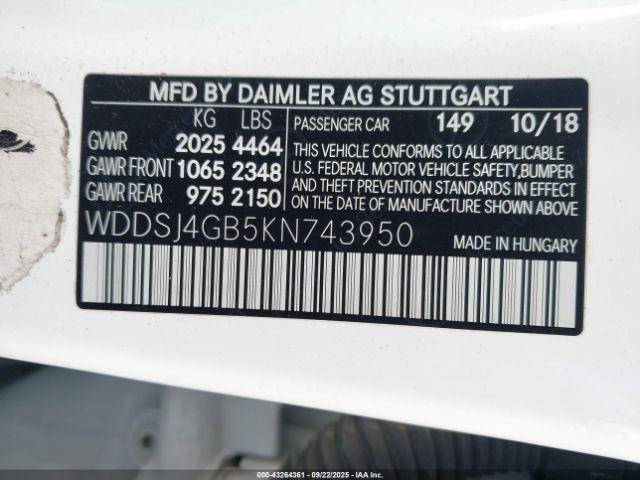 MFD BY DAIMLER AG STUTTGART
KG LBS
GVWR 2025 4464
GAWR FRONT 1065 2348
GAWR REAR 975 2150
PASSENGER CAR 149 10/18
THIS VEHICLE CONFORMS TO ALL APPLICABLE
U.S. FEDERAL MOTOR VEHICLE SAFETY, BUMPER
AND THEFT PREVENTION STANDARDS IN EFFECT
ON THE DATE OF MANUFACTURE SHOWN ABOVE.
WDDSJ4GB5KN743950
MADE IN HUNGARY
000-43264361 - 09/22/2025 - IAAI, Inc.